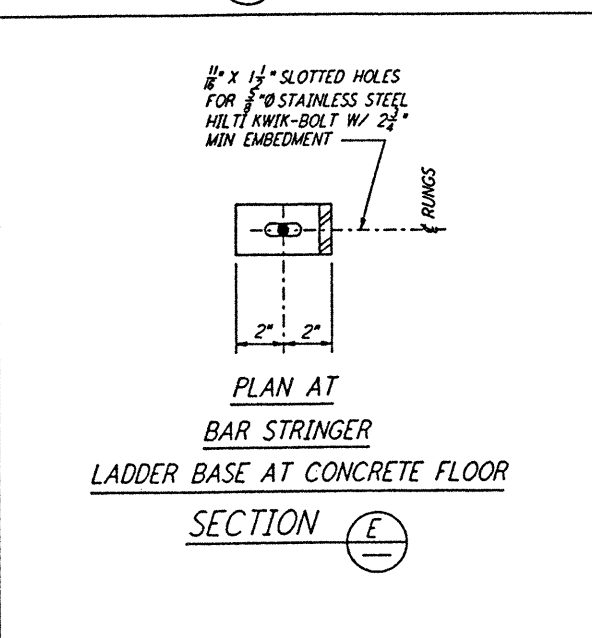 11/16" X 1 1/2" SLOTTED HOLES
FOR 5/8"Ø STAINLESS STEEL
HILTI KWIK-BOLT W/ 2 3/4"
MIN EMBEDMENT
℄ RUNGS
2" 2"
PLAN AT
BAR STRINGER
LADDER BASE AT CONCRETE FLOOR
SECTION E